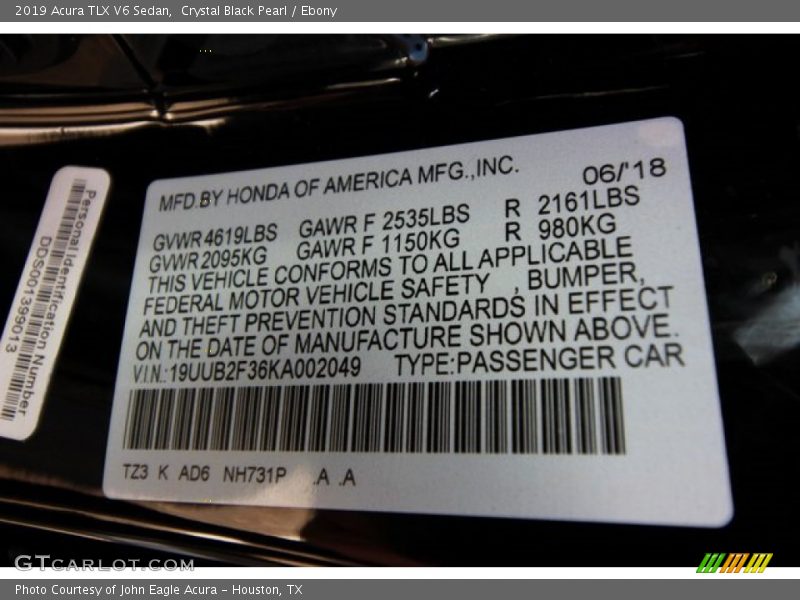 2019 Acura TLX V6 Sedan,  Crystal Black Pearl / Ebony
MFD.BY HONDA OF AMERICA MFG.,INC. 06/'18
GVWR 4619LBS GAWR F 2535LBS R 2161LBS
GVWR 2095KG GAWR F 1150KG R 980KG
THIS VEHICLE CONFORMS TO ALL APPLICABLE
FEDERAL MOTOR VEHICLE SAFETY , BUMPER,
AND THEFT PREVENTION STANDARDS IN EFFECT
ON THE DATE OF MANUFACTURE SHOWN ABOVE.
V.I.N.:19UUB2F36KA002049 TYPE:PASSENGER CAR
TZ3 K AD6 NH731P .A .A
Personal Identification Number
DDS001399013
GTCARLOT.COM
Photo Courtesy of John Eagle Acura - Houston, TX